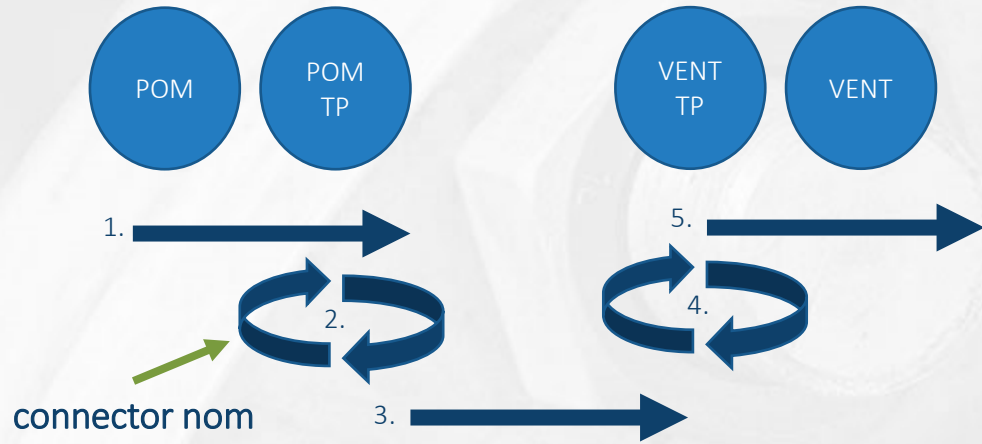 POM
POM
TP
VENT
TP
VENT
1.
5.
2.
4.
connector nom
3.